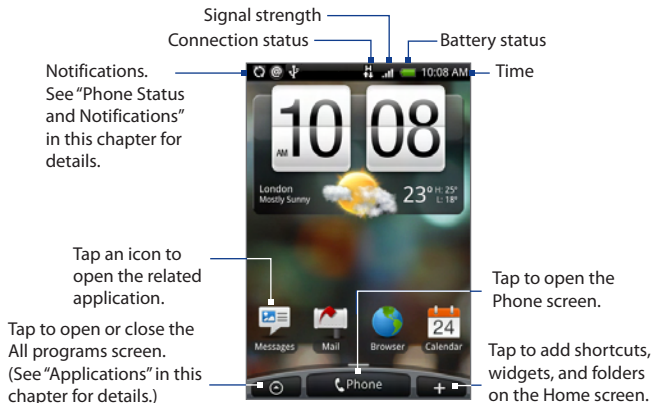 Signal strength
Connection status
Battery status
Notifications.
See “Phone Status
and Notifications”
in this chapter for
details.
Time
H
10:08 AM
10 08
AM
London
Mostly Sunny
23° H: 25°
L: 18°
Tap an icon to
open the related
application.
Tap to open the
Phone screen.
24
Messages Mail Browser Calendar
Tap to open or close the
All programs screen.
(See “Applications” in this
chapter for details.)
Phone
Tap to add shortcuts,
widgets, and folders
on the Home screen.